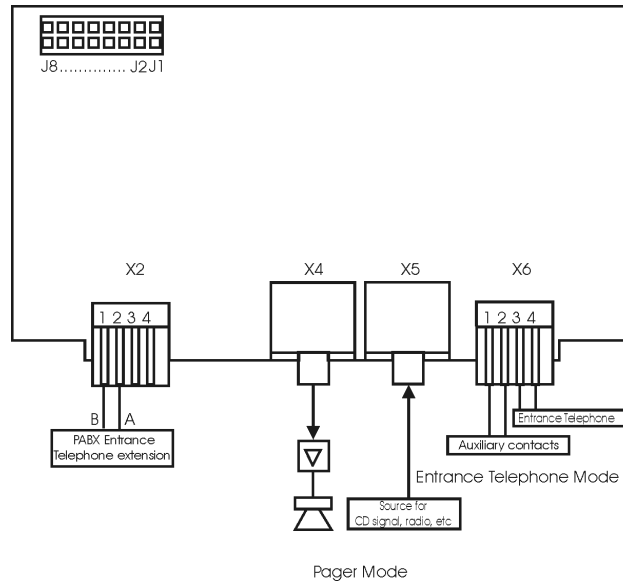 J8.............. J2J1
X2
X4
X5
X6
1 2 3 4
1 2 3 4
B
A
Entrance Telephone
PABX Entrance
Telephone extension
Auxiliary contacts
Entrance Telephone Mode
Source for
CD signal, radio, etc
Pager Mode